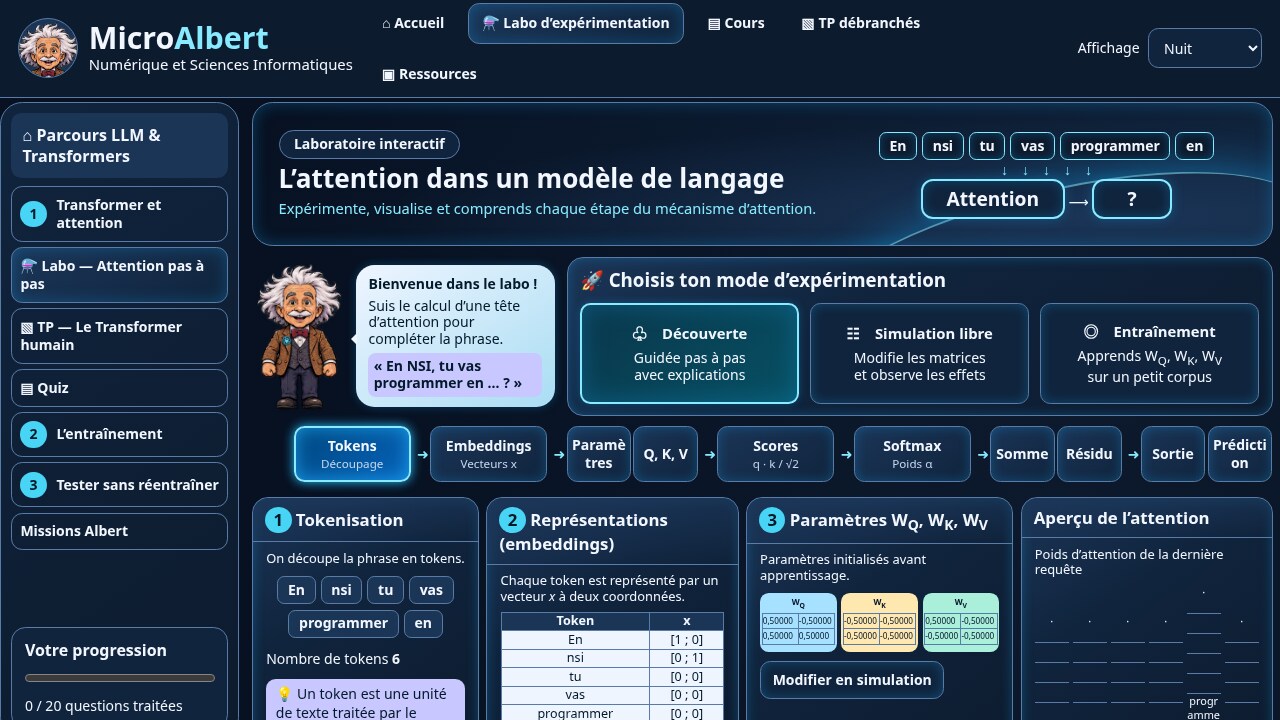 MicroAlbert
Numérique et Sciences Informatiques
⌂ Accueil
⚗️ Labo d’expérimentation
▤ Cours
▧ TP débranchés
▣ Ressources
Affichage
Nuit
⌂ Parcours LLM &
Transformers
1 Transformer et
attention
⚗️ Labo — Attention pas à
pas
▧ TP — Le Transformer
humain
▤ Quiz
2 L’entraînement
3 Tester sans réentraîner
Missions Albert
Votre progression
0 / 20 questions traitées
Laboratoire interactif
L’attention dans un modèle de langage
Expérimente, visualise et comprends chaque étape du mécanisme d’attention.
En nsi tu vas programmer en
↓ ↓ ↓ ↓ ↓
Attention → ?
Bienvenue dans le labo !
Suis le calcul d’une tête
d’attention pour
compléter la phrase.
« En NSI, tu vas
programmer en … ? »
🚀 Choisis ton mode d’expérimentation
♧ Découverte
Guidée pas à pas
avec explications
☷ Simulation libre
Modifie les matrices
et observe les effets
◎ Entraînement
Apprends WQ, WK, WV
sur un petit corpus
Tokens
Découpage
→
Embeddings
Vecteurs x
→
Paramè
tres
Q, K, V
→
Scores
q · k / √2
→
Softmax
Poids α
→
Somme
Résidu
→
Sortie
Prédicti
on
1 Tokenisation
On découpe la phrase en tokens.
En nsi tu vas
programmer en
Nombre de tokens 6
💡 Un token est une unité
de texte traitée par le
2 Représentations
(embeddings)
Chaque token est représenté par un
vecteur x à deux coordonnées.
Token x
En [1 ; 0]
nsi [0 ; 1]
tu [0 ; 0]
vas [0 ; 0]
programmer [0 ; 0]
3 Paramètres WQ, WK, WV
Paramètres initialisés avant
apprentissage.
WQ
0,50000 -0,50000
0,50000 0,50000
WK
-0,50000 -0,50000
-0,50000 -0,50000
WV
0,50000 -0,50000
-0,50000 -0,50000
Modifier en simulation
Aperçu de l’attention
Poids d’attention de la dernière
requête
· · · · · ·
progr
amme